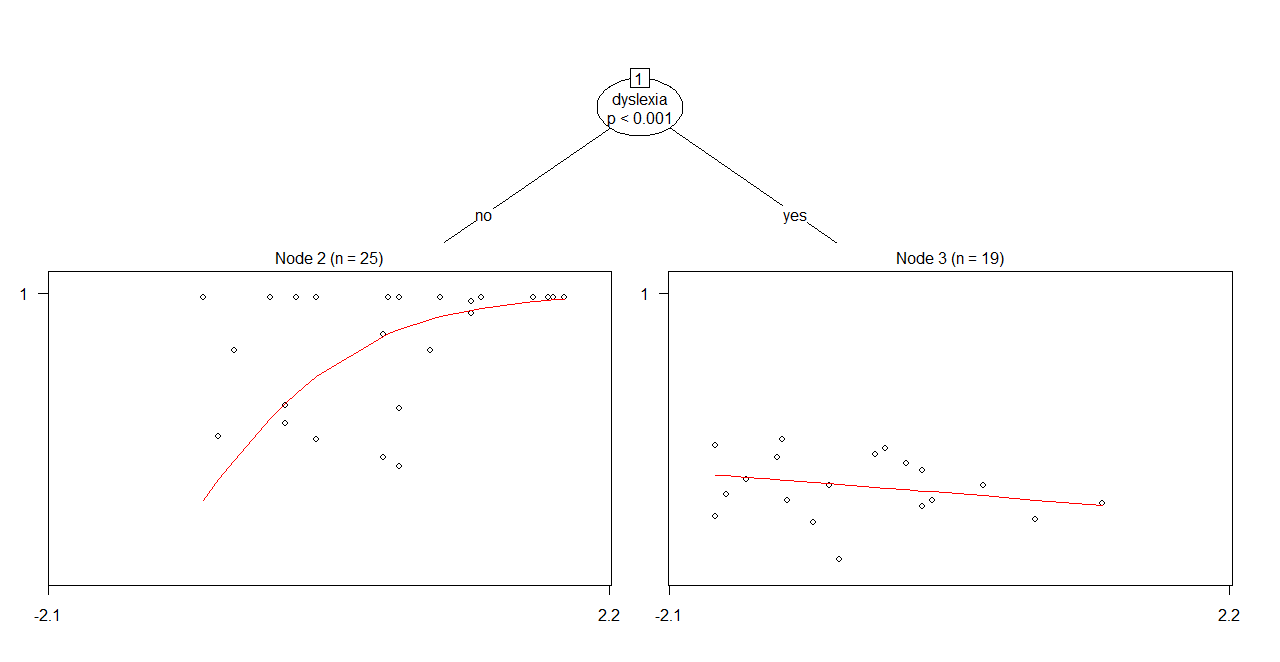 1
dyslexia
p < 0.001
no
yes
Node 2 (n = 25)
Node 3 (n = 19)
1
1
-2.1
2.2
-2.1
2.2